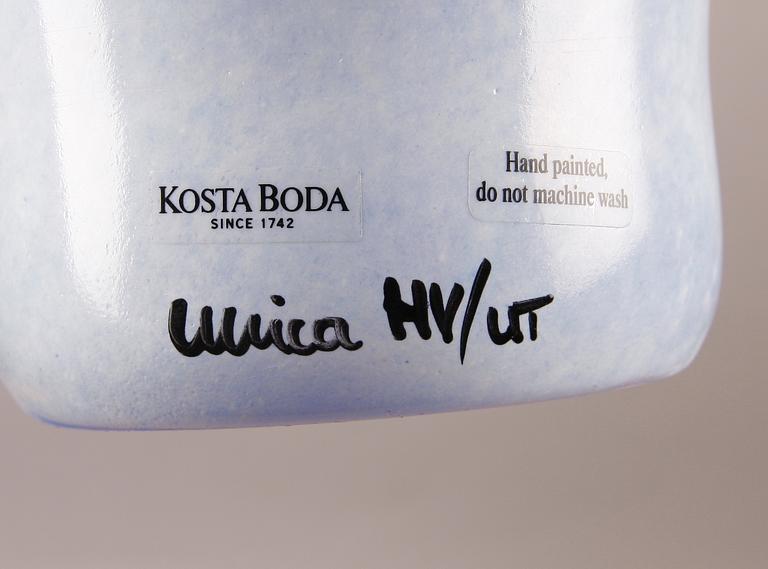 KOSTA BODA
SINCE 1742
Hand painted,
do not machine wash
Unica HV/UT